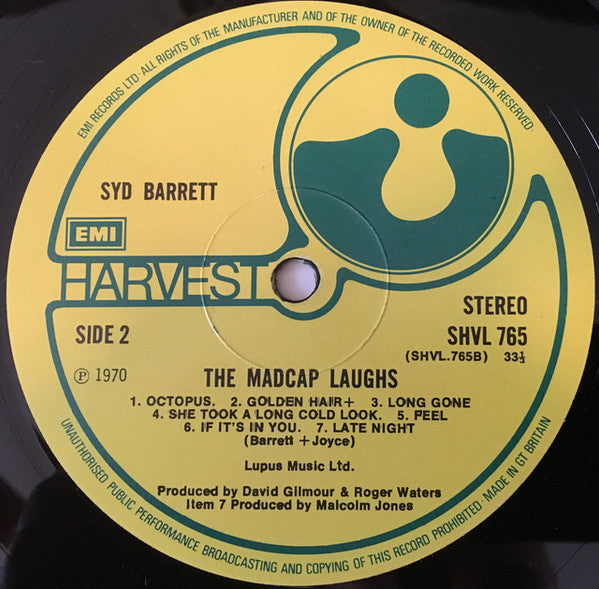 EMI RECORDS LTD·ALL RIGHTS OF THE MANUFACTURER AND OF THE OWNER OF THE RECORDED WORK RESERVED·
SYD BARRETT
EMI
HARVEST
STEREO
SIDE 2
SHVL 765
(SHVL.765B) 33⅓
Ⓟ 1970
THE MADCAP LAUGHS
1. OCTOPUS. 2. GOLDEN HAIR+ 3. LONG GONE
4. SHE TOOK A LONG COLD LOOK. 5. FEEL
6. IF IT'S IN YOU. 7. LATE NIGHT
(Barrett +Joyce)
Lupus Music Ltd.
Produced by David Gilmour & Roger Waters
Item 7 Produced by Malcolm Jones
UNAUTHORISED PUBLIC PERFORMANCE BROADCASTING AND COPYING OF THIS RECORD PROHIBITED· MADE IN GT BRITAIN